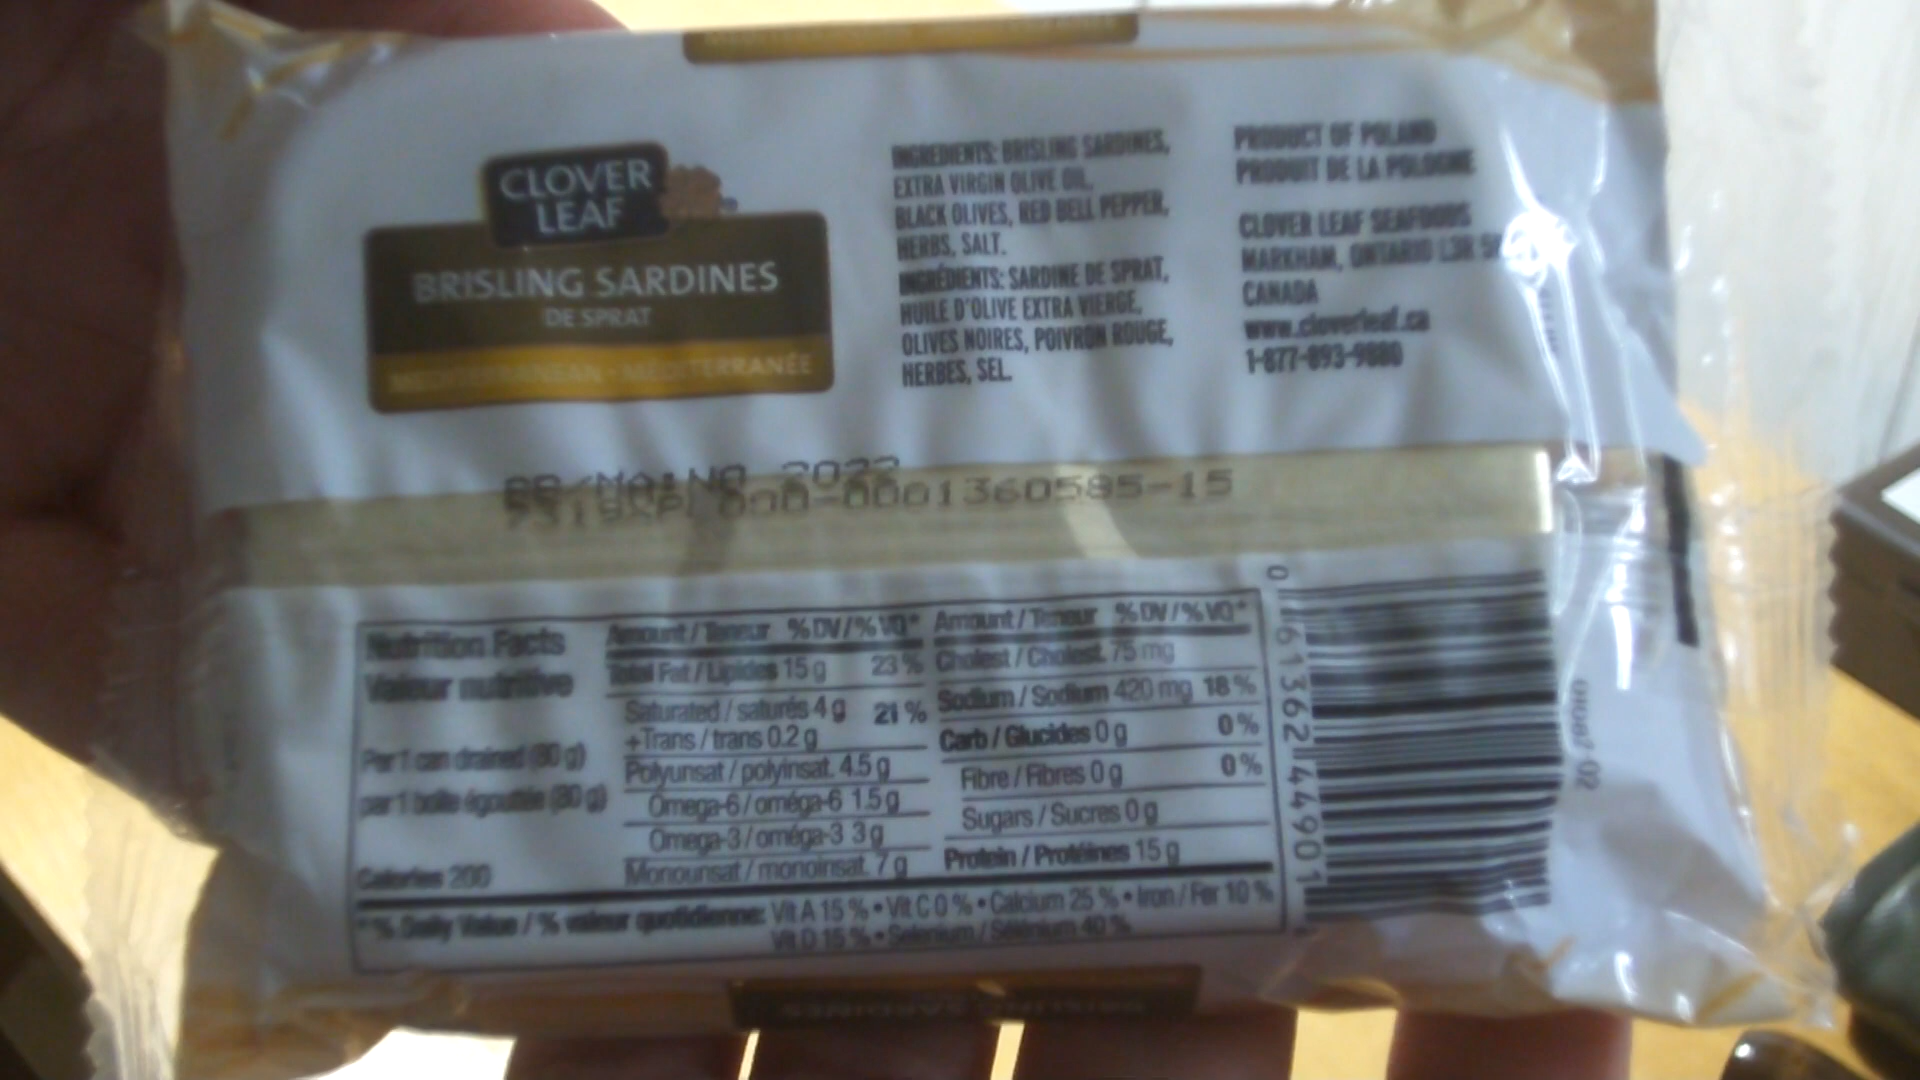 CLOVER
LEAF
BRISLING SARDINES
DE SPRAT
MEDITERRANEAN - MÉDITERRANÉE
INGREDIENTS: BRISLING SARDINES,
EXTRA VIRGIN OLIVE OIL,
BLACK OLIVES, RED BELL PEPPER,
HERBS, SALT.
INGRÉDIENTS: SARDINE DE SPRAT,
HUILE D'OLIVE EXTRA VIERGE,
OLIVES NOIRES, POIVRON ROUGE,
HERBES, SEL.
PRODUCT OF POLAND
PRODUIT DE LA POLOGNE
CLOVER LEAF SEAFOODS
MARKHAM, ONTARIO L3R
CANADA
www.cloverleaf.ca
1-877-893-9880
2022
0001360585-15
Nutrition Facts
Valeur nutritive
Per 1 can drained (80 g)
par 1 boîte égouttée (80 g)
Calories 200
Amount / Teneur % DV / % VQ*
Total Fat / Lipides 15 g 23 %
Saturated / saturés 4 g 21 %
+Trans / trans 0.2 g
Polyunsat / polyinsat. 4.5 g
Omega-6 / oméga-6 1.5 g
Omega-3 / oméga-3 3 g
Monounsat / monoinsat. 7 g
Amount / Teneur % DV / % VQ*
Cholest / Cholest. 75 mg
Sodium / Sodium 420 mg 18 %
Carb / Glucides 0 g 0 %
Fibre / Fibres 0 g 0 %
Sugars / Sucres 0 g
Protein / Protéines 15 g
*% Daily Value / % valeur quotidienne: Vit A 15 % • Vit C 0 % • Calcium 25 % • Iron / Fer 10 %
Vit D 15 % • Selenium / Sélénium 40 %
0 61362 44901
BRISLING SARDINES